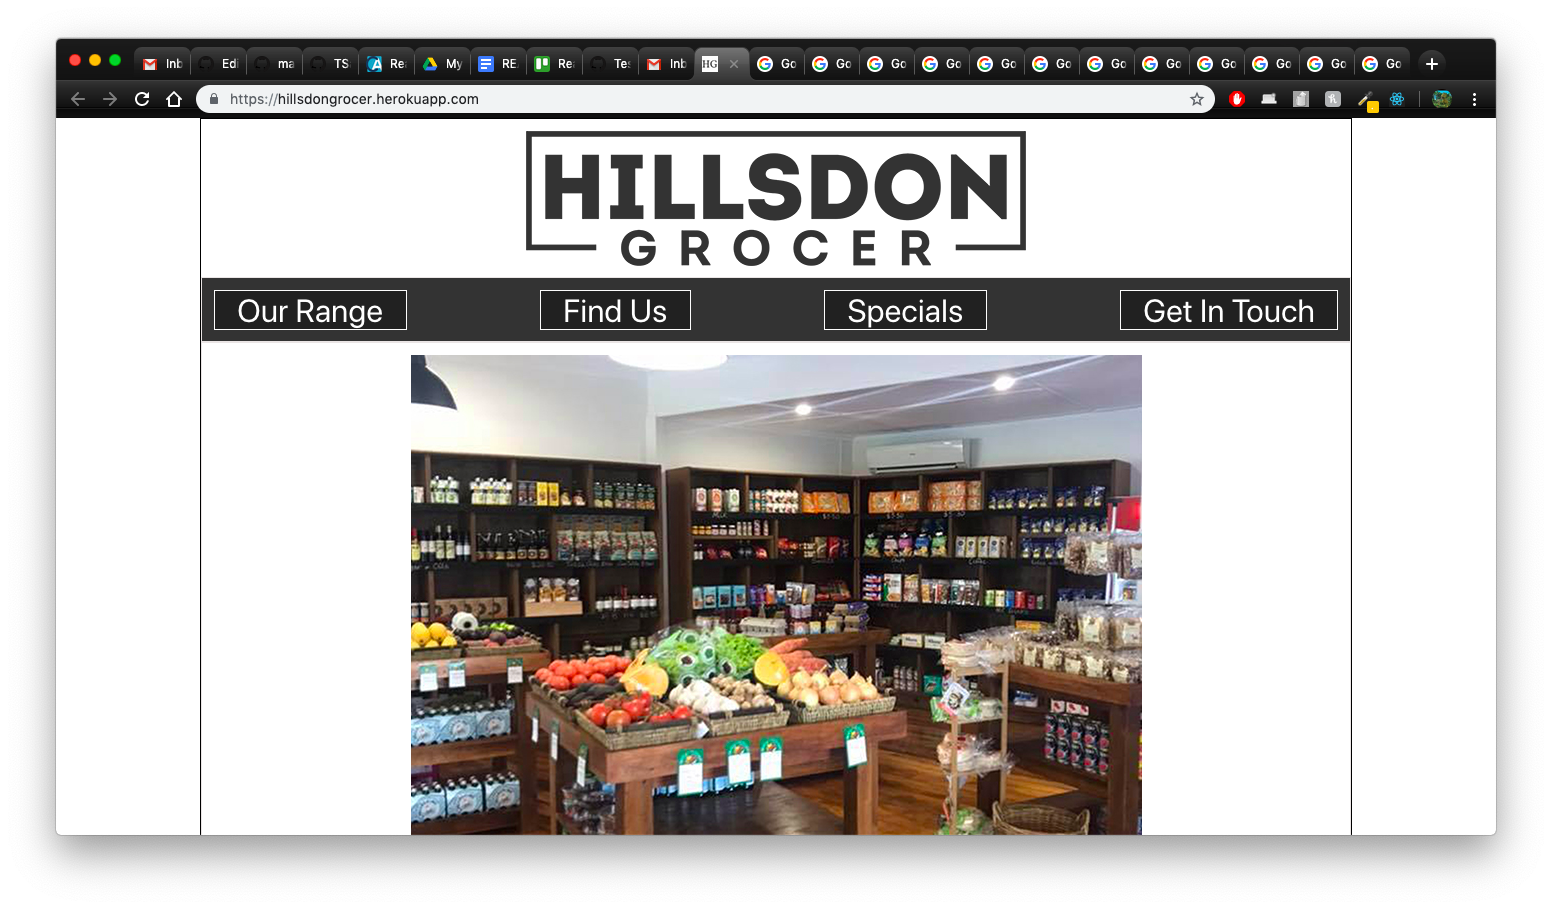 Inb Edi ma TS Re My RE Re Te Inb HG Go Go Go Go Go Go Go Go Go Go Go Go
https://hillsdongrocer.herokuapp.com
HILLSDON
GROCER
Our Range Find Us Specials Get In Touch